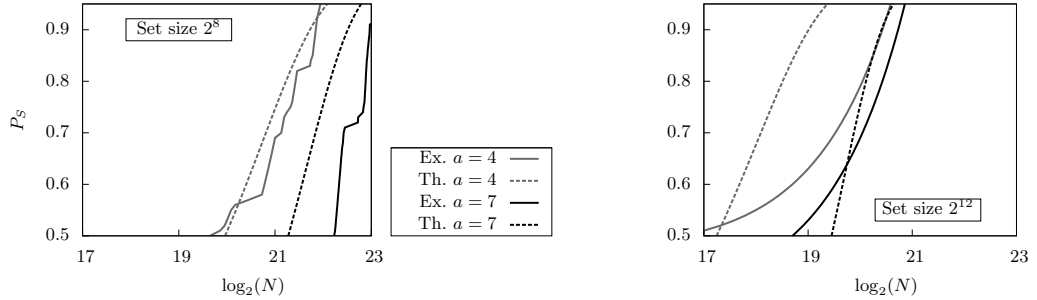 Set size 2^8
P_S
0.9
0.8
0.7
0.6
0.5
17
19
21
23
log₂(N)
Ex. a = 4
Th. a = 4
Ex. a = 7
Th. a = 7
Set size 2^12
0.9
0.8
0.7
0.6
0.5
17
19
21
23
log₂(N)